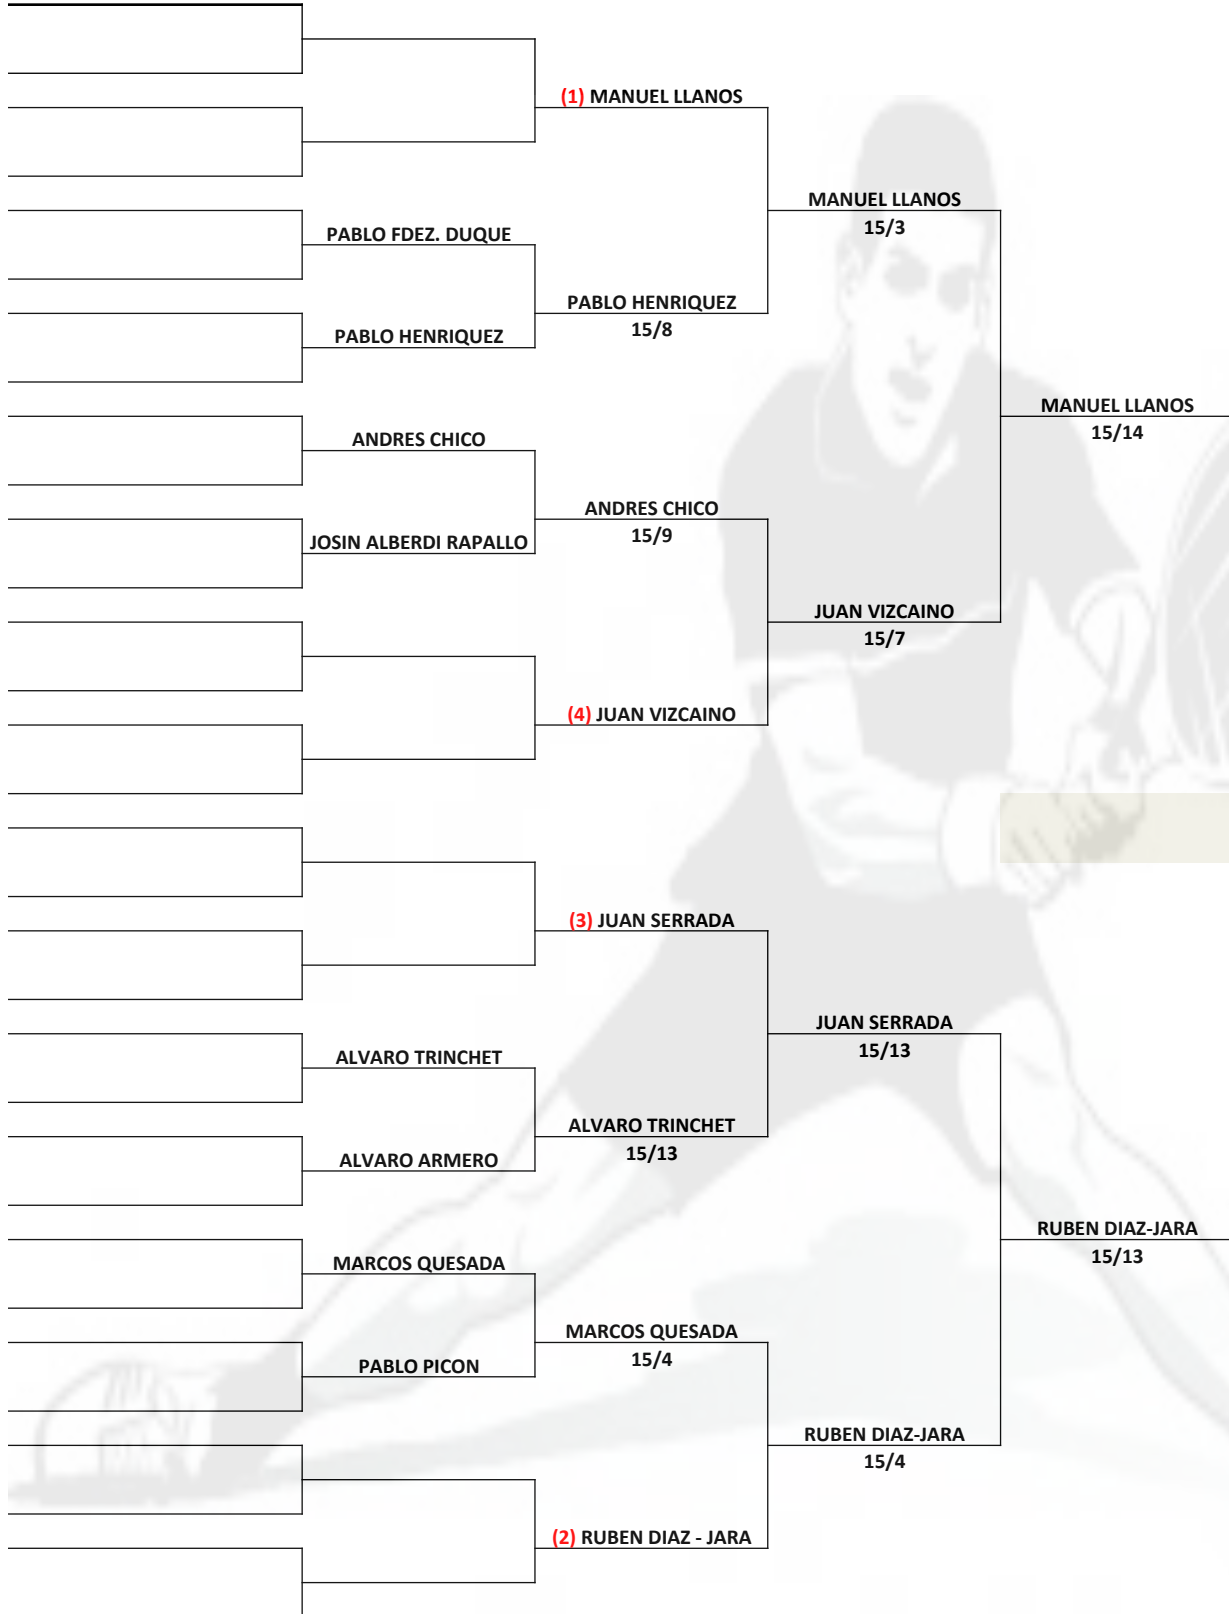 (1) MANUEL LLANOS
MANUEL LLANOS
15/3
PABLO FDEZ. DUQUE
PABLO HENRIQUEZ
15/8
PABLO HENRIQUEZ
MANUEL LLANOS
15/14
ANDRES CHICO
ANDRES CHICO
15/9
JOSIN ALBERDI RAPALLO
JUAN VIZCAINO
15/7
(4) JUAN VIZCAINO
(3) JUAN SERRADA
JUAN SERRADA
15/13
ALVARO TRINCHET
ALVARO TRINCHET
15/13
ALVARO ARMERO
RUBEN DIAZ-JARA
15/13
MARCOS QUESADA
MARCOS QUESADA
15/4
PABLO PICON
RUBEN DIAZ-JARA
15/4
(2) RUBEN DIAZ - JARA